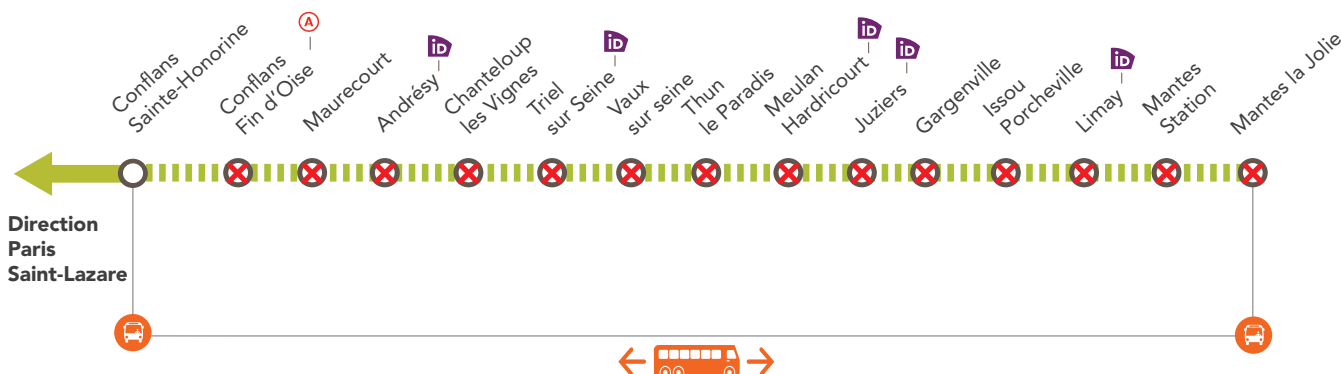 Conflans
Sainte-Honorine
Conflans
Fin d'Oise
A
Maurecourt
Andrésy
iD
Chanteloup
les Vignes
Triel
sur Seine
iD
Vaux
sur seine
Thun
le Paradis
Meulan
Hardricourt
iD
Juziers
iD
Gargenville
Issou
Porcheville
Limay
iD
Mantes
Station
Mantes la Jolie
Direction
Paris
Saint-Lazare